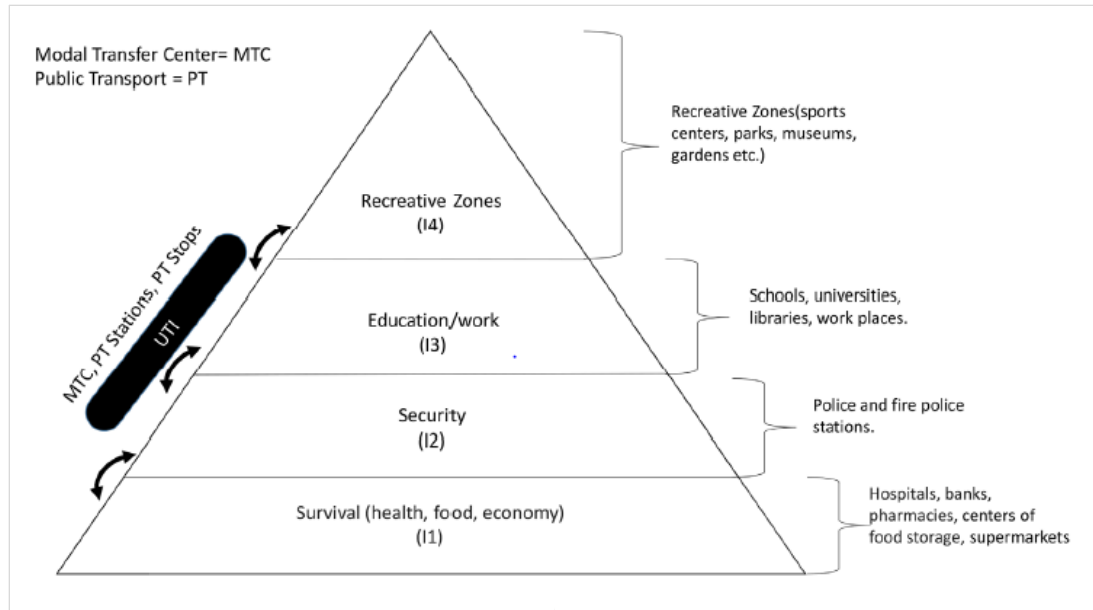 Modal Transfer Center= MTC
Public Transport = PT
Recreative Zones(sports
centers, parks, museums,
gardens etc.)
Recreative Zones
(I4)
MTC, PT Stations, PT Stops
UTI
Education/work
(I3)
Schools, universities,
libraries, work places.
Security
(I2)
Police and fire police
stations.
Survival (health, food, economy)
(I1)
Hospitals, banks,
pharmacies, centers of
food storage, supermarkets